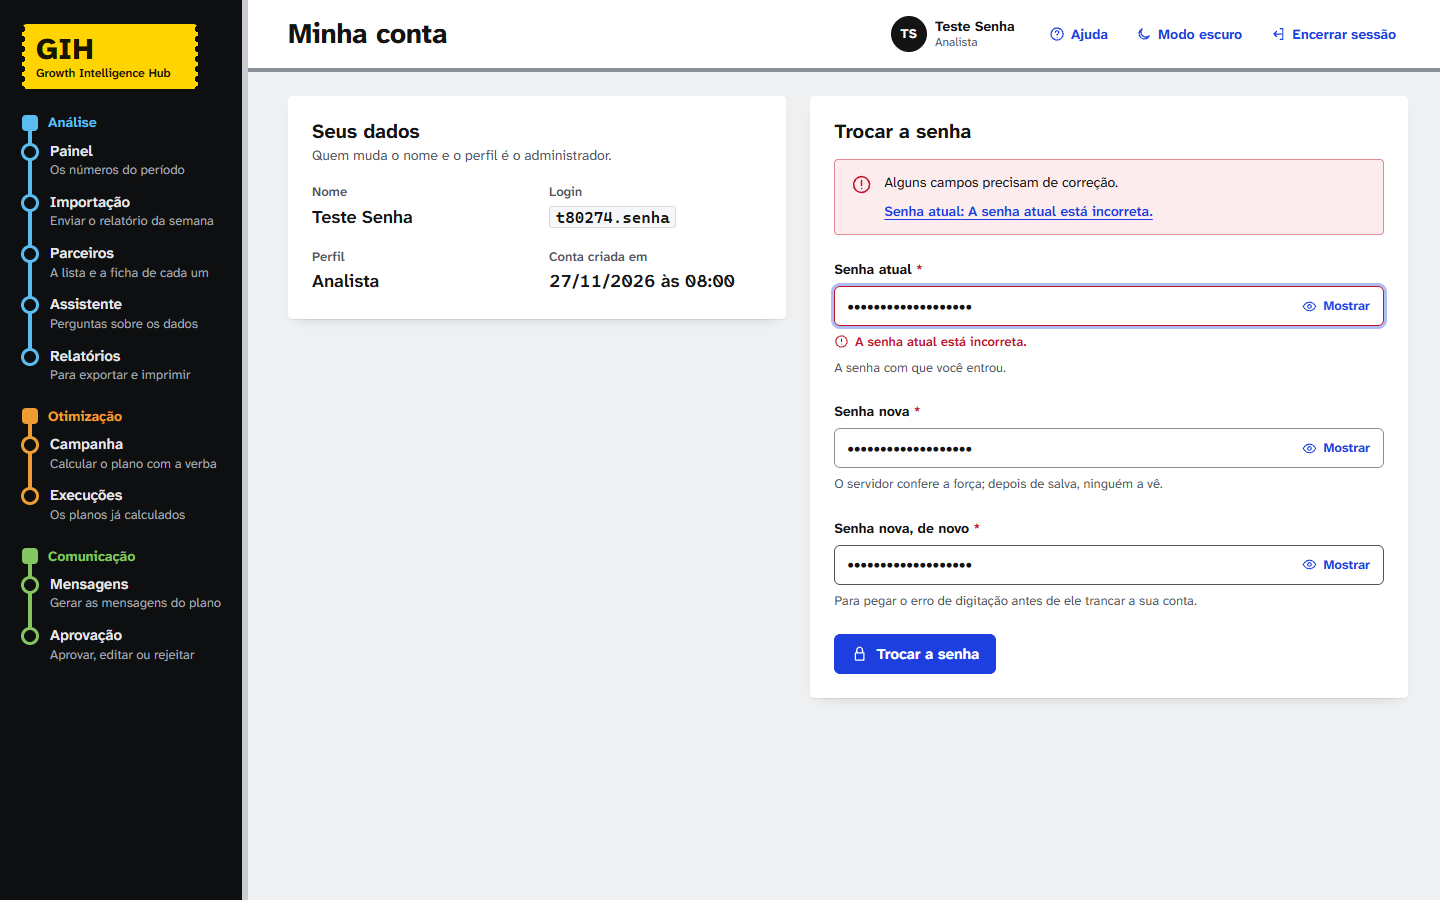 GIH
Growth Intelligence Hub
Análise
Painel
Os números do período
Importação
Enviar o relatório da semana
Parceiros
A lista e a ficha de cada um
Assistente
Perguntas sobre os dados
Relatórios
Para exportar e imprimir
Otimização
Campanha
Calcular o plano com a verba
Execuções
Os planos já calculados
Comunicação
Mensagens
Gerar as mensagens do plano
Aprovação
Aprovar, editar ou rejeitar
Minha conta
TS
Teste Senha
Analista
Ajuda
Modo escuro
Encerrar sessão
Seus dados
Quem muda o nome e o perfil é o administrador.
Nome
Login
Teste Senha
t80274.senha
Perfil
Conta criada em
Analista
27/11/2026 às 08:00
Trocar a senha
Alguns campos precisam de correção.
Senha atual: A senha atual está incorreta.
Senha atual *
••••••••••••••••••• Mostrar
A senha atual está incorreta.
A senha com que você entrou.
Senha nova *
••••••••••••••••••• Mostrar
O servidor confere a força; depois de salva, ninguém a vê.
Senha nova, de novo *
••••••••••••••••••• Mostrar
Para pegar o erro de digitação antes de ele trancar a sua conta.
Trocar a senha